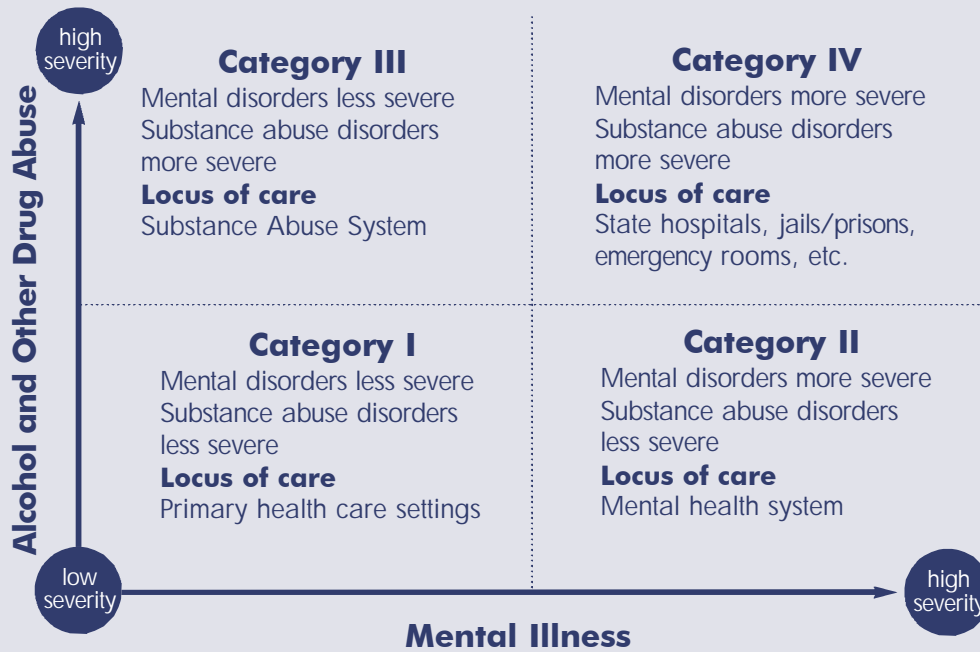 high
severity
Alcohol and Other Drug Abuse
Category III
Mental disorders less severe
Substance abuse disorders
more severe
Locus of care
Substance Abuse System
Category IV
Mental disorders more severe
Substance abuse disorders
more severe
Locus of care
State hospitals, jails/prisons,
emergency rooms, etc.
Category I
Mental disorders less severe
Substance abuse disorders
less severe
Locus of care
Primary health care settings
Category II
Mental disorders more severe
Substance abuse disorders
less severe
Locus of care
Mental health system
low
severity
high
severity
Mental Illness